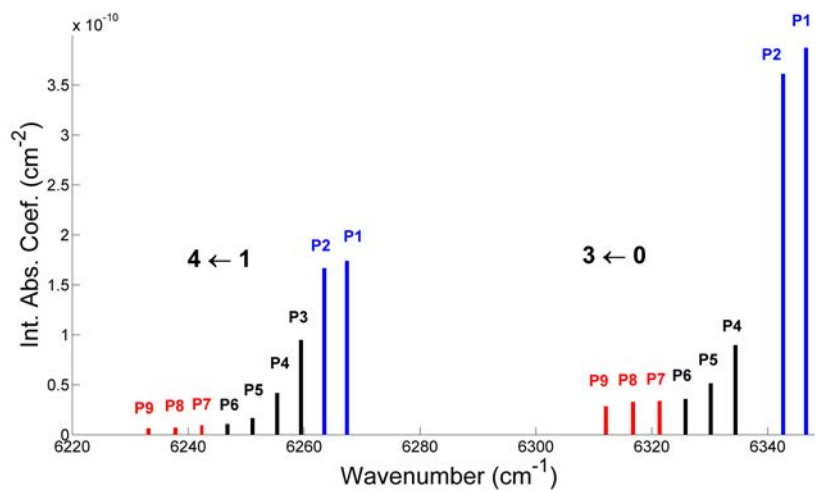 x 10⁻¹⁰
Int. Abs. Coef. (cm⁻²)
3.5
3
2.5
2
1.5
1
0.5
0
P1
P2
4 ← 1
3 ← 0
P2
P1
P3
P4
P4
P5
P6
P9
P8
P7
P5
P6
P9
P8
P7
6220
6240
6260
6280
6300
6320
6340
Wavenumber (cm⁻¹)